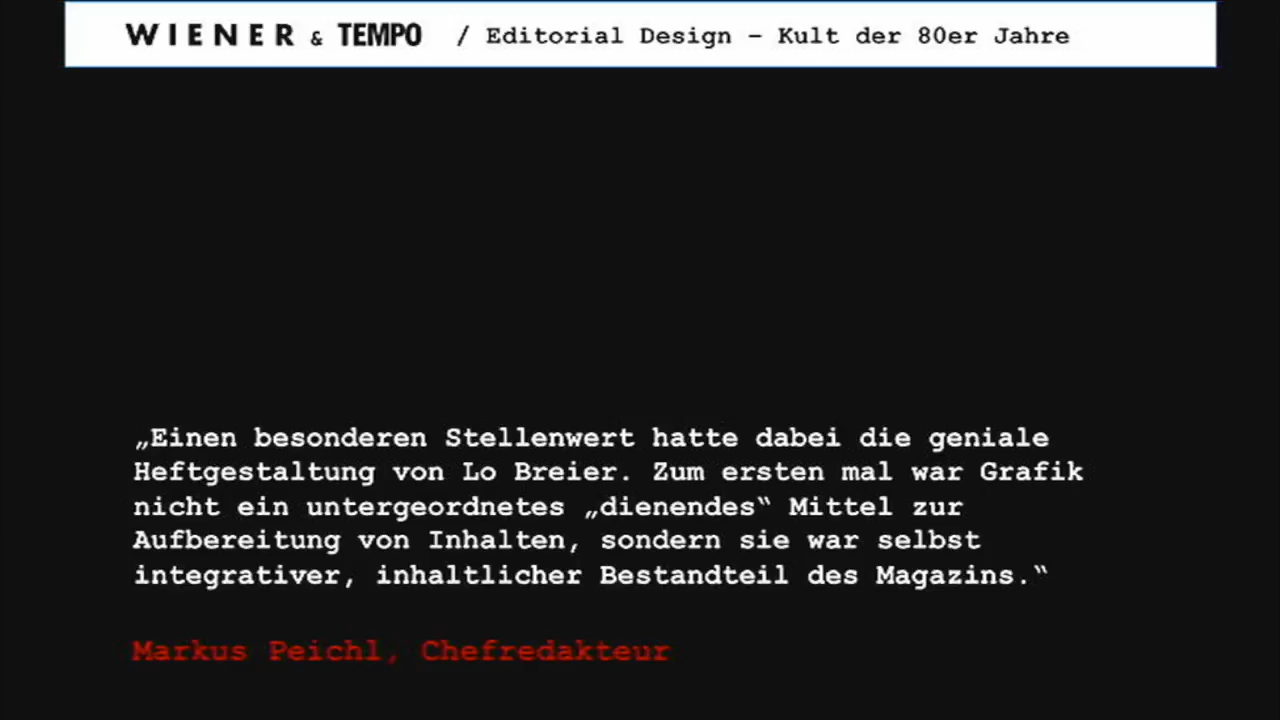 WIENER & TEMPO / Editorial Design – Kult der 80er Jahre
„Einen besonderen Stellenwert hatte dabei die geniale
Heftgestaltung von Lo Breier. Zum ersten mal war Grafik
nicht ein untergeordnetes „dienendes‟ Mittel zur
Aufbereitung von Inhalten, sondern sie war selbst
integrativer, inhaltlicher Bestandteil des Magazins.‟
Markus Peichl, Chefredakteur